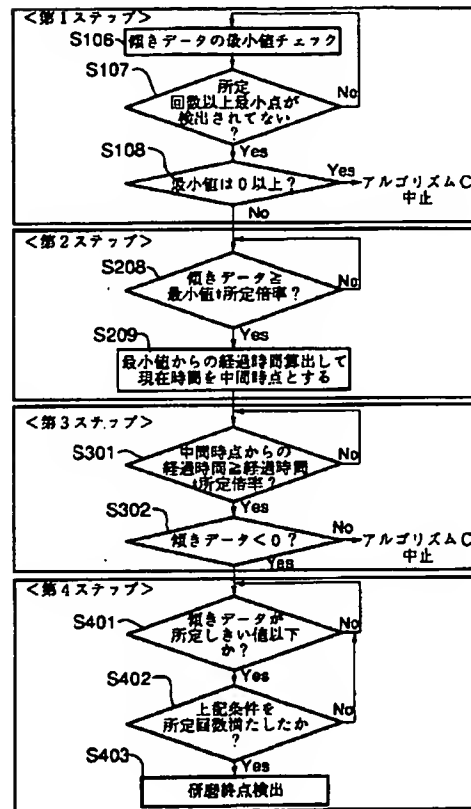 <第1ステップ>
S106
傾きデータの最小値チェック
S107
所定
回数以上最小点が
検出されてない
?
No
Yes
S108
最小値は0以上?
Yes
アルゴリズムC
中止
No
<第2ステップ>
S208
傾きデータ≧
最小値*所定倍率?
No
Yes
S209
最小値からの経過時間算出して
現在時間を中間時点とする
<第3ステップ>
S301
中間時点からの
経過時間≧経過時間
*所定倍率?
No
Yes
S302
傾きデータ<0?
No
アルゴリズムC
中止
Yes
<第4ステップ>
S401
傾きデータが
所定しきい値以下
か?
No
Yes
S402
上記条件を
所定回数満たしたか
?
No
Yes
S403
研磨終点検出